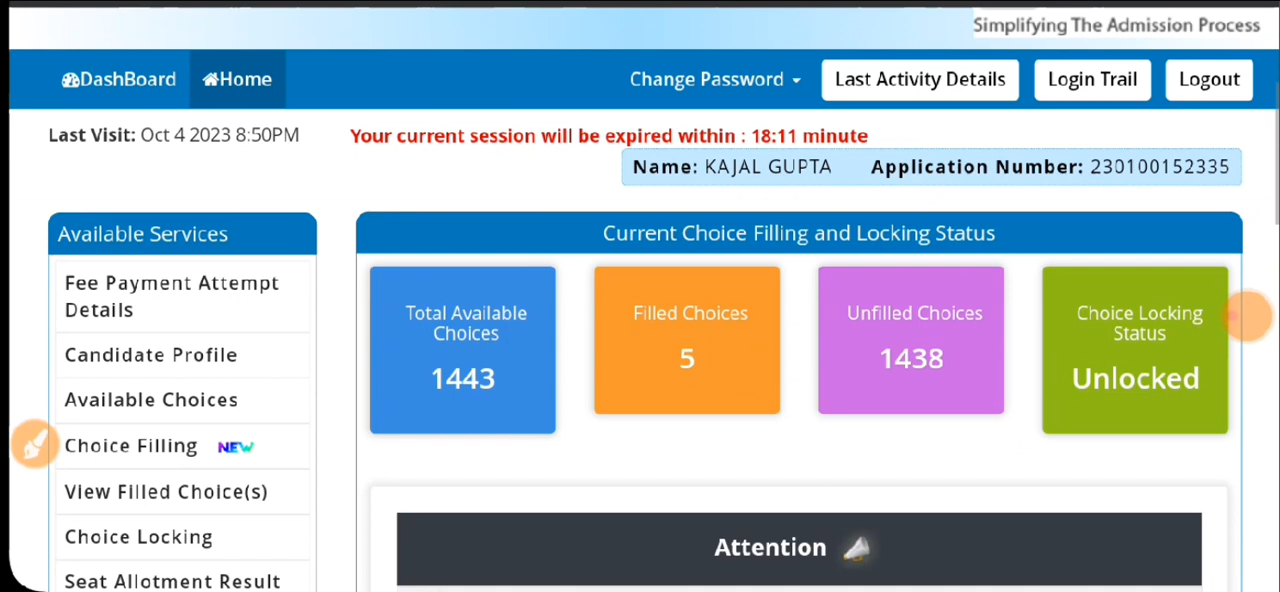 Simplifying The Admission Process
DashBoard Home Change Password Last Activity Details Login Trail Logout
Last Visit: Oct 4 2023 8:50PM Your current session will be expired within : 18:11 minute
Name: KAJAL GUPTA Application Number: 230100152335
Available Services
Fee Payment Attempt
Details
Candidate Profile
Available Choices
Choice Filling NEW
View Filled Choice(s)
Choice Locking
Seat Allotment Result
Current Choice Filling and Locking Status
Total Available
Choices
1443
Filled Choices
5
Unfilled Choices
1438
Choice Locking
Status
Unlocked
Attention